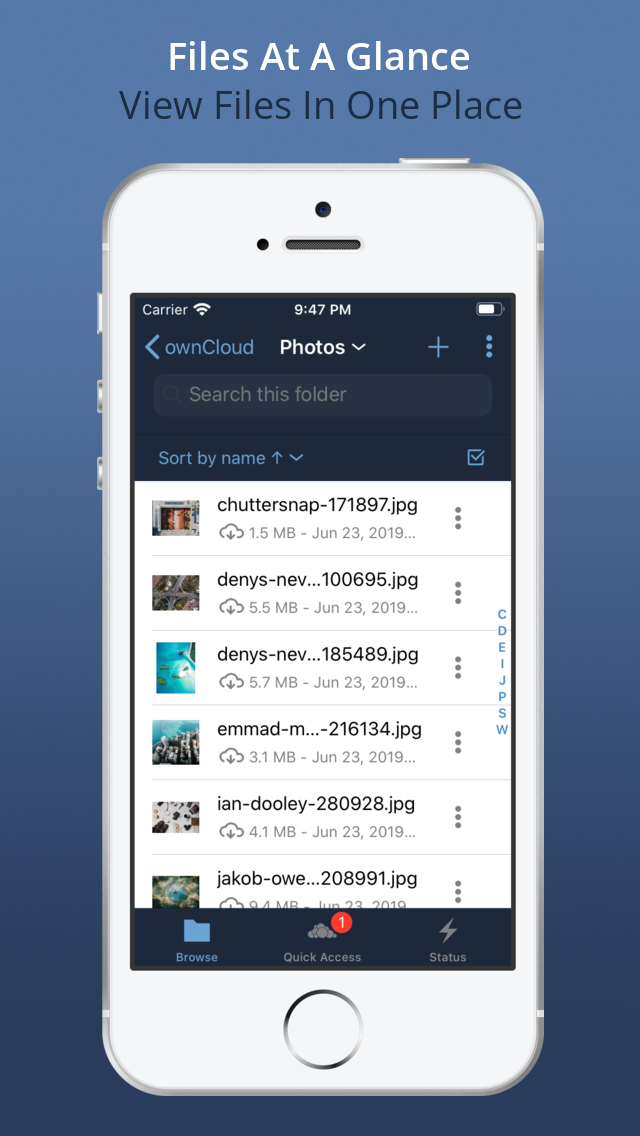 Files At A Glance
View Files In One Place
Carrier 9:47 PM
ownCloud Photos
Search this folder
Sort by name ↑
chuttersnap-171897.jpg
1.5 MB - Jun 23, 2019...
denys-nev...100695.jpg
5.5 MB - Jun 23, 2019...
denys-nev...185489.jpg
5.7 MB - Jun 23, 2019...
emmad-m...-216134.jpg
3.1 MB - Jun 23, 2019...
ian-dooley-280928.jpg
4.1 MB - Jun 23, 2019...
jakob-owe...208991.jpg
9.4 MB - Jun 23, 2019
C
D
E
I
J
P
S
W
1
Browse Quick Access Status